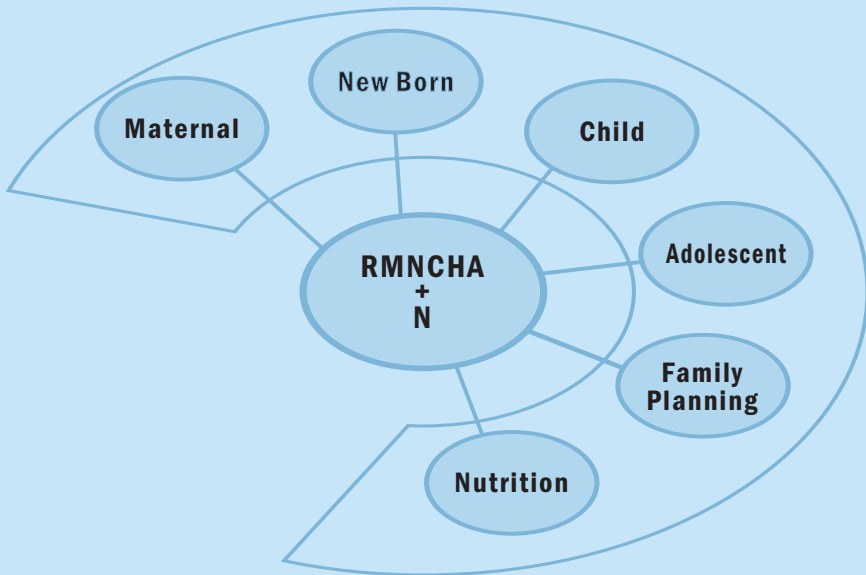 Maternal
New Born
Child
Adolescent
Family
Planning
Nutrition
RMNCHA
+
N